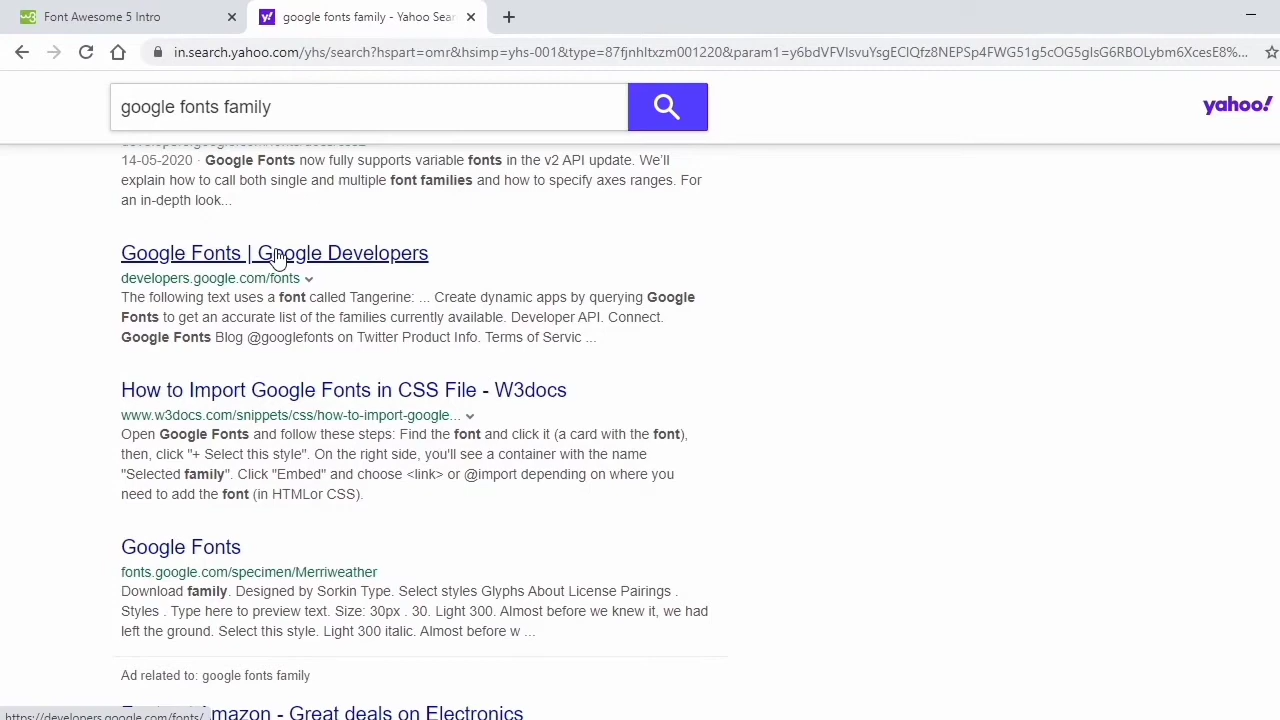 Font Awesome 5 Intro
google fonts family - Yahoo Sear
in.search.yahoo.com/yhs/search?hspart=omr&hsimp=yhs-001&type=87fjnhltxzm001220&param1=y6bdVFVlsvuYsgEClQfz8NEPSp4FWG51g5cOG5glsG6RBOLybm6XcesE8%...
google fonts family
yahoo!
14-05-2020 · Google Fonts now fully supports variable fonts in the v2 API update. We'll
explain how to call both single and multiple font families and how to specify axes ranges. For
an in-depth look...
Google Fonts | Google Developers
developers.google.com/fonts
The following text uses a font called Tangerine: ... Create dynamic apps by querying Google
Fonts to get an accurate list of the families currently available. Developer API. Connect.
Google Fonts Blog @googlefonts on Twitter Product Info. Terms of Servic ...
How to Import Google Fonts in CSS File - W3docs
www.w3docs.com/snippets/css/how-to-import-google...
Open Google Fonts and follow these steps: Find the font and click it (a card with the font),
then, click "+ Select this style". On the right side, you'll see a container with the name
"Selected family". Click "Embed" and choose <link> or @import depending on where you
need to add the font (in HTMLor CSS).
Google Fonts
fonts.google.com/specimen/Merriweather
Download family. Designed by Sorkin Type. Select styles Glyphs About License Pairings .
Styles . Type here to preview text. Size: 30px . 30. Light 300. Almost before we knew it, we had
left the ground. Select this style. Light 300 italic. Almost before w ...
Ad related to: google fonts family
Amazon - Great deals on Electronics
https://developers.google.com/fonts/